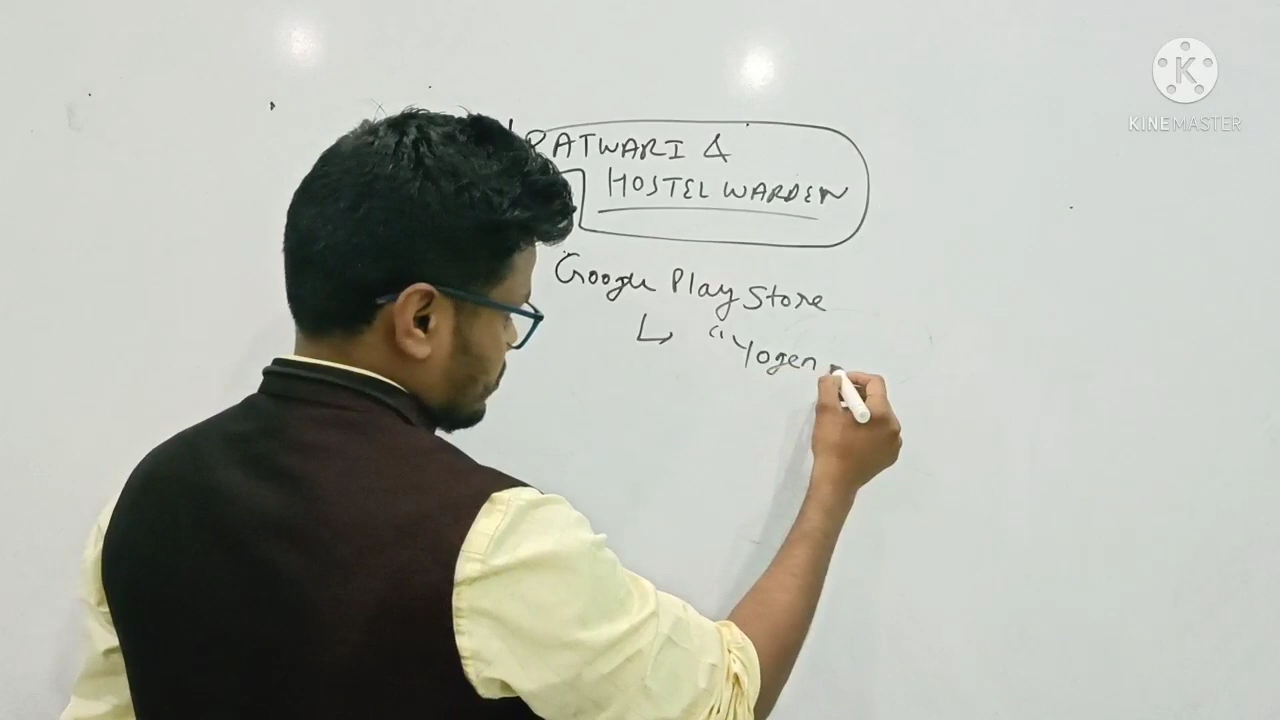 PATWARI &
HOSTEL WARDEN
Google Play Store
↳ "Yogen
KINEMASTER